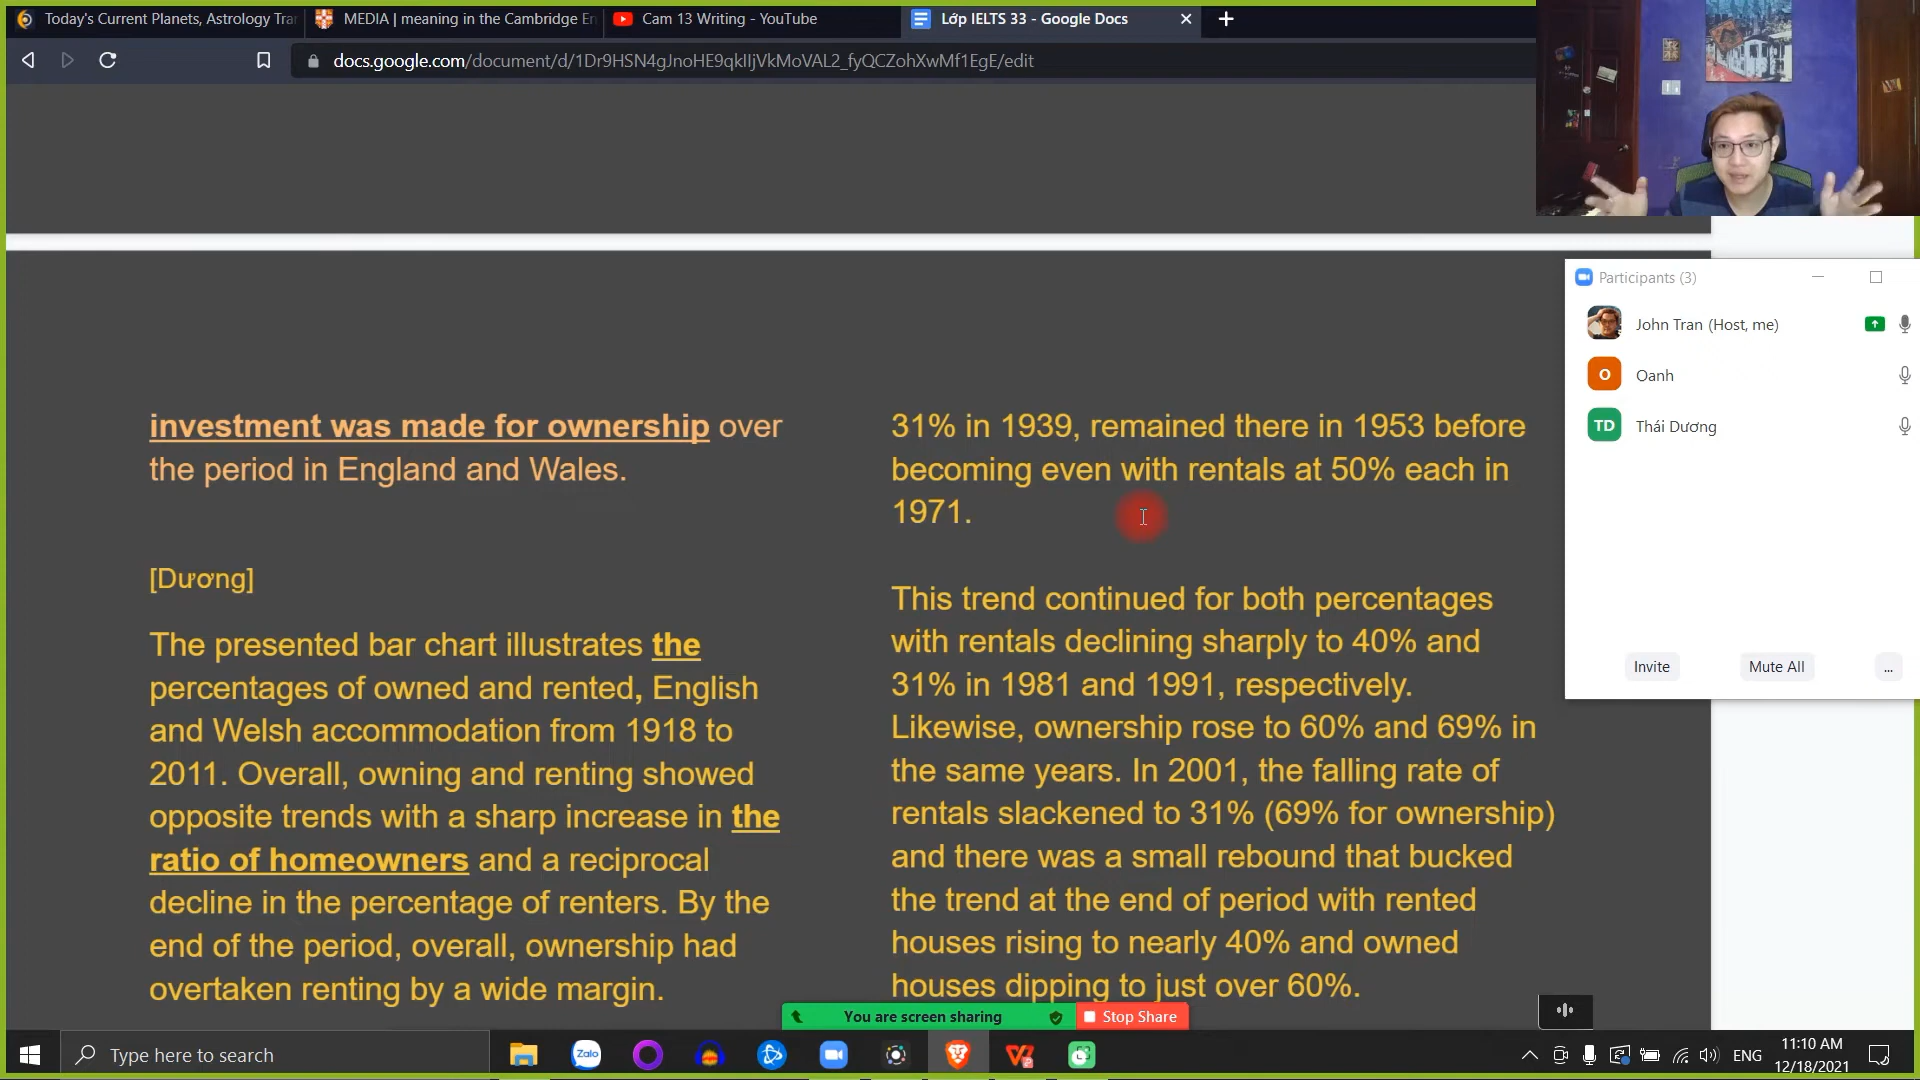 Today's Current Planets, Astrology Tra
MEDIA | meaning in the Cambridge En
Cam 13 Writing - YouTube
Lớp IELTS 33 - Google Docs
docs.google.com/document/d/1Dr9HSN4gJnoHE9qkIIjVkMoVAL2_fyQCZohXwMf1EgE/edit
investment was made for ownership over
the period in England and Wales.
[Dương]
The presented bar chart illustrates the
percentages of owned and rented, English
and Welsh accommodation from 1918 to
2011. Overall, owning and renting showed
opposite trends with a sharp increase in the
ratio of homeowners and a reciprocal
decline in the percentage of renters. By the
end of the period, overall, ownership had
overtaken renting by a wide margin.
31% in 1939, remained there in 1953 before
becoming even with rentals at 50% each in
1971.
This trend continued for both percentages
with rentals declining sharply to 40% and
31% in 1981 and 1991, respectively.
Likewise, ownership rose to 60% and 69% in
the same years. In 2001, the falling rate of
rentals slackened to 31% (69% for ownership)
and there was a small rebound that bucked
the trend at the end of period with rented
houses rising to nearly 40% and owned
houses dipping to just over 60%.
Participants (3)
John Tran (Host, me)
O
Oanh
TD
Thái Dương
Invite
Mute All
...
You are screen sharing
Stop Share
Type here to search
Zalo
ENG
11:10 AM
12/18/2021